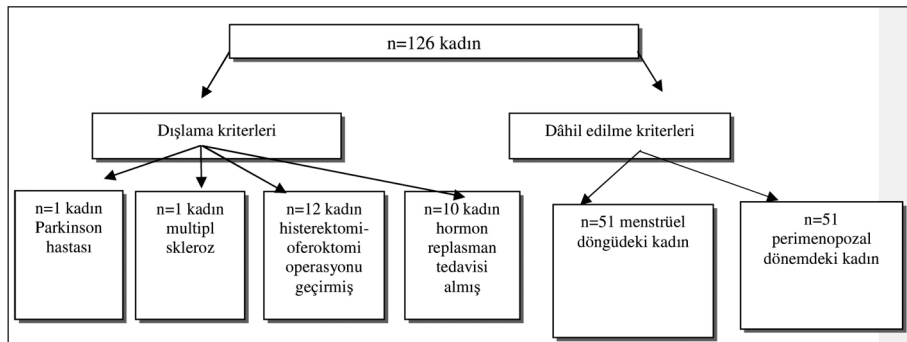 n=126 kadın
Dışlama kriterleri
Dâhil edilme kriterleri
n=1 kadın
Parkinson
hastası
n=1 kadın
multipl
skleroz
n=12 kadın
histerektomi-
oferoktomi
operasyonu
geçirmiş
n=10 kadın
hormon
replasman
tedavisi
almış
n=51 menstrüel
döngüdeki kadın
n=51
perimenopozal
dönemdeki kadın